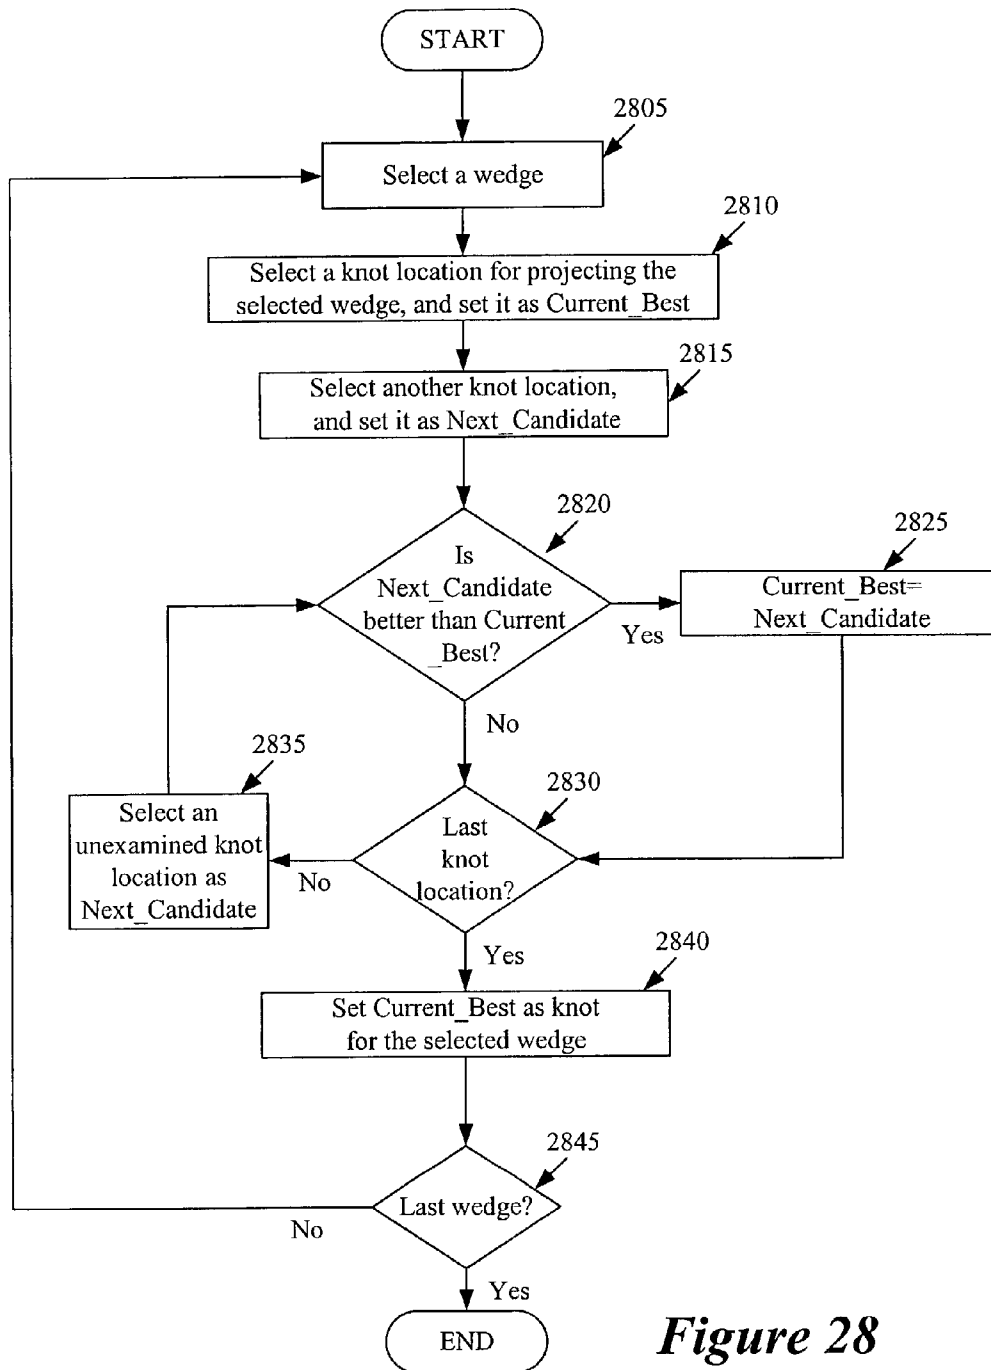 START
2805
Select a wedge
2810
Select a knot location for projecting the
selected wedge, and set it as Current_Best
2815
Select another knot location,
and set it as Next_Candidate
2820
Is
Next_Candidate
better than Current
_Best?
Yes
2825
Current_Best=
Next_Candidate
No
2835
Select an
unexamined knot
location as
Next_Candidate
2830
Last
knot
location?
No
Yes
2840
Set Current_Best as knot
for the selected wedge
2845
Last wedge?
No
Yes
END
Figure 28